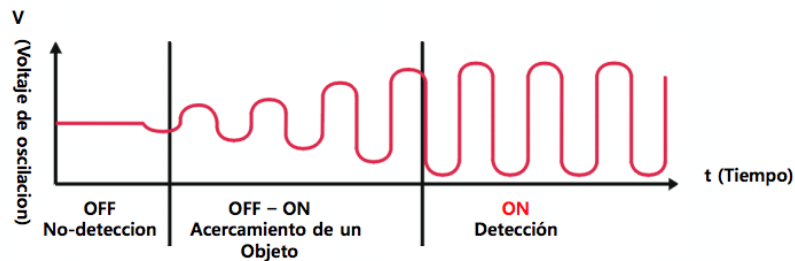 V
(Voltaje de oscilacion)
t (Tiempo)
OFF
No-deteccion
OFF – ON
Acercamiento de un
Objeto
ON
Detección